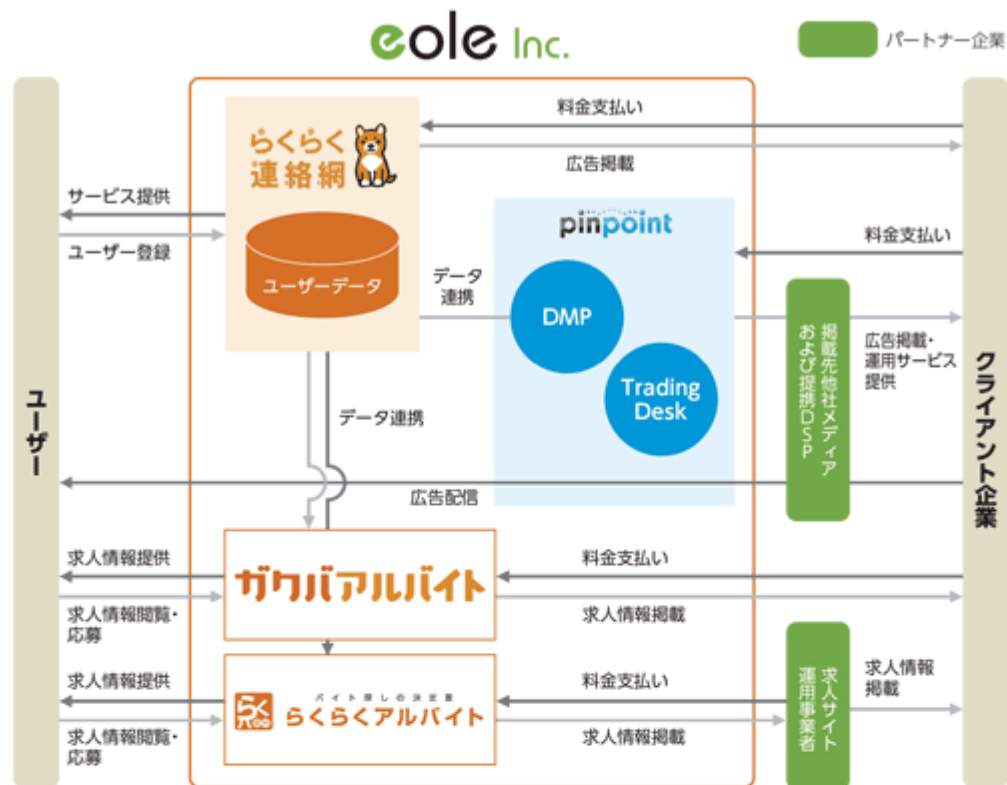 eole Inc.
パートナー企業
ユーザー
クライアント企業
らくらく
連絡網
ユーザーデータ
料金支払い
広告掲載
サービス提供
ユーザー登録
pinpoint
DMP
Trading
Desk
データ
連携
料金支払い
掲載先他社メディア
および提携DSP
広告掲載・
運用サービス
提供
データ連携
広告配信
求人情報提供
求人情報閲覧・
応募
ガクバアルバイト
料金支払い
求人情報掲載
求人情報提供
求人情報閲覧・
応募
バイト探しの決定版
らくらくアルバイト
料金支払い
求人情報掲載
求人サイト
運用事業者
求人情報
掲載